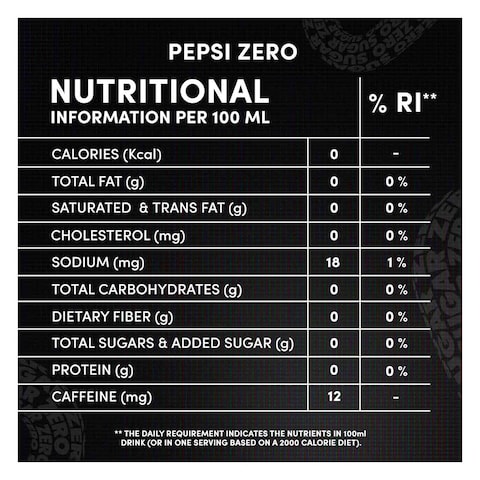 PEPSI ZERO
NUTRITIONAL
INFORMATION PER 100 ML
% RI**
CALORIES (Kcal) 0 -
TOTAL FAT (g) 0 0 %
SATURATED & TRANS FAT (g) 0 0 %
CHOLESTEROL (mg) 0 0 %
SODIUM (mg) 18 1 %
TOTAL CARBOHYDRATES (g) 0 0 %
DIETARY FIBER (g) 0 0 %
TOTAL SUGARS & ADDED SUGAR (g) 0 0 %
PROTEIN (g) 0 0 %
CAFFEINE (mg) 12 -
** THE DAILY REQUIREMENT INDICATES THE NUTRIENTS IN 100ml
DRINK (OR IN ONE SERVING BASED ON A 2000 CALORIE DIET).